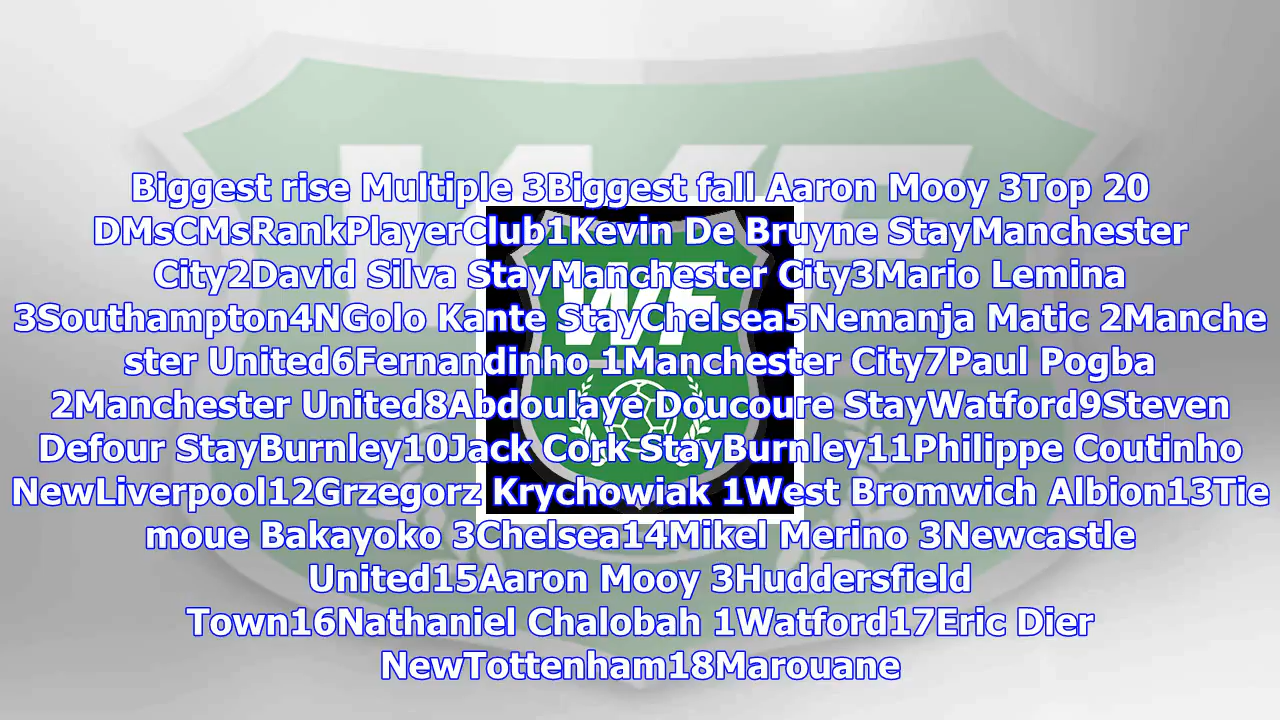 Biggest rise Multiple 3Biggest fall Aaron Mooy 3Top 20
DMsCMsRankPlayerClub1Kevin De Bruyne StayManchester
City2David Silva StayManchester City3Mario Lemina
3Southampton4NGolo Kante StayChelsea5Nemanja Matic 2Manche
ster United6Fernandinho 1Manchester City7Paul Pogba
2Manchester United8Abdoulaye Doucoure StayWatford9Steven
Defour StayBurnley10Jack Cork StayBurnley11Philippe Coutinho
NewLiverpool12Grzegorz Krychowiak 1West Bromwich Albion13Tie
moue Bakayoko 3Chelsea14Mikel Merino 3Newcastle
United15Aaron Mooy 3Huddersfield
Town16Nathaniel Chalobah 1Watford17Eric Dier
NewTottenham18Marouane
WF